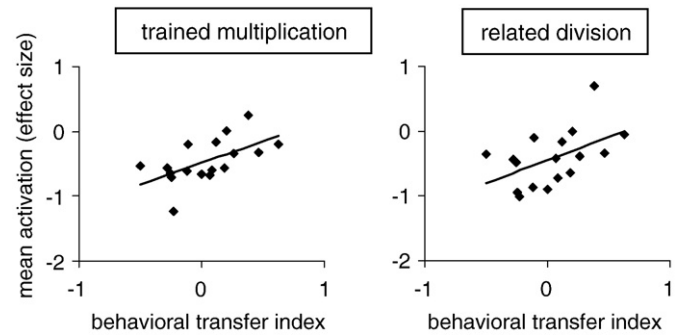 trained multiplication
related division
mean activation (effect size)
1
0
-1
-2
-1
0
1
behavioral transfer index
1
0
-1
-2
-1
0
1
behavioral transfer index